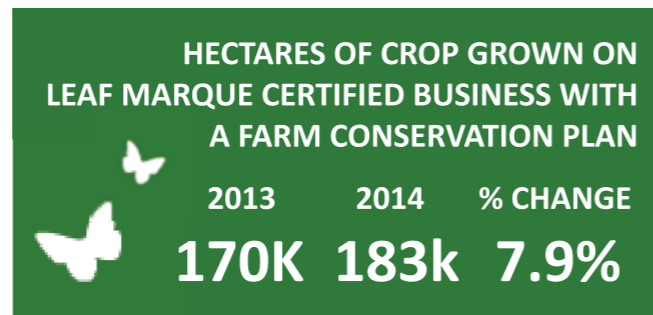 HECTARES OF CROP GROWN ON
LEAF MARQUE CERTIFIED BUSINESS WITH
A FARM CONSERVATION PLAN
2013 2014 % CHANGE
170K 183k 7.9%